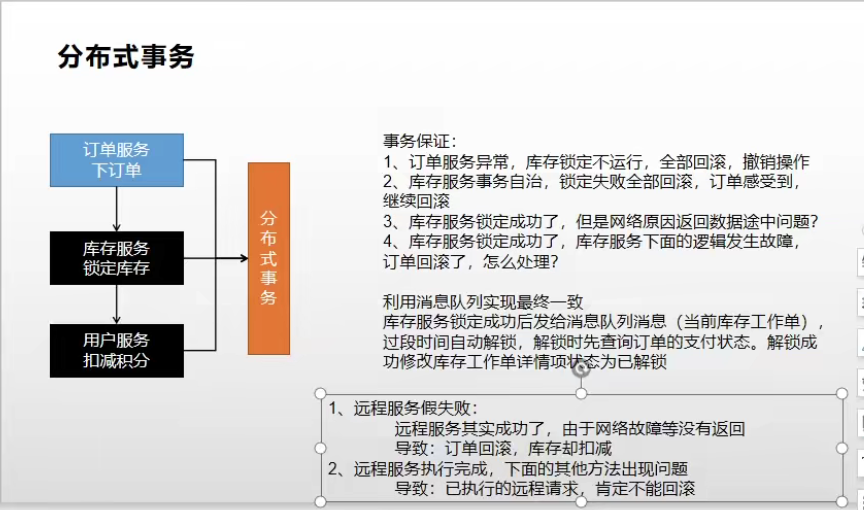 分布式事务
订单服务
下订单
库存服务
锁定库存
用户服务
扣减积分
分
布
式
事
务
事务保证：
1、订单服务异常，库存锁定不运行，全部回滚，撤销操作
2、库存服务事务自治，锁定失败全部回滚，订单感受到，
继续回滚
3、库存服务锁定成功了，但是网络原因返回数据途中问题？
4、库存服务锁定成功了，库存服务下面的逻辑发生故障，
订单回滚了，怎么处理？
利用消息队列实现最终一致
库存服务锁定成功后发给消息队列消息（当前库存工作单），
过段时间自动解锁，解锁时先查询订单的支付状态。解锁成
功修改库存工作单详情项状态为已解锁
1、远程服务假失败：
远程服务其实成功了，由于网络故障等没有返回
导致：订单回滚，库存却扣减
2、远程服务执行完成，下面的其他方法出现问题
导致：已执行的远程请求，肯定不能回滚